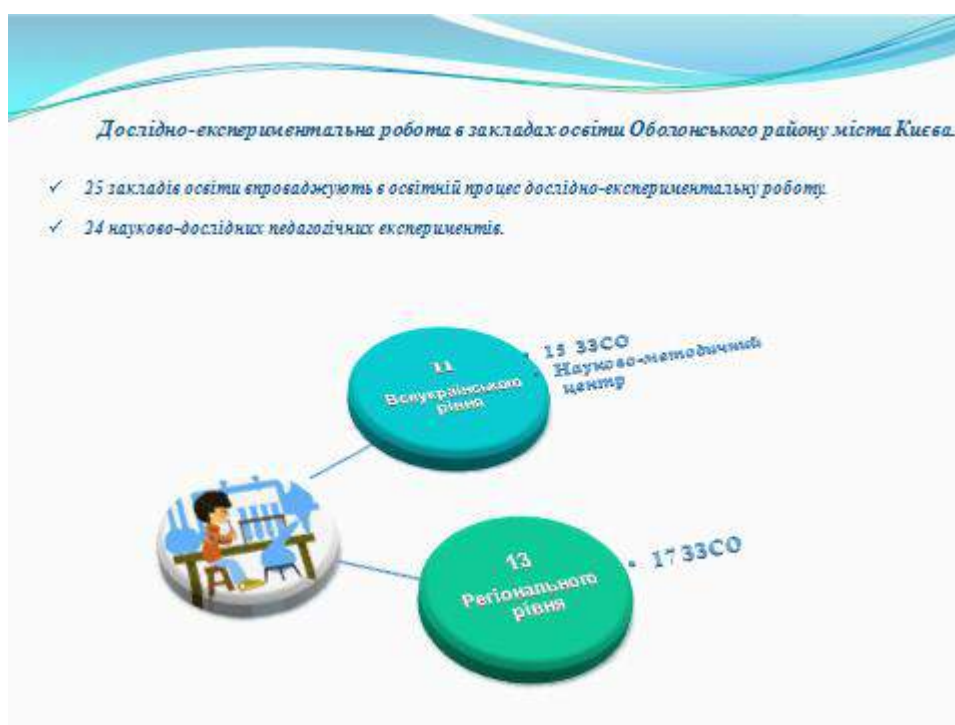 Дослідно-експериментальна робота в закладах освіти Оболонського району міста Києва.
✓ 25 закладів освіти впроваджують в освітній процес дослідно-експериментальну роботу.
✓ 24 науково-дослідних педагогічних експериментів.
11
Всеукраїнського
рівня
• 15 ЗЗСО
• Науково-методичний
центр
13
Регіонального
рівня
• 17 ЗЗСО